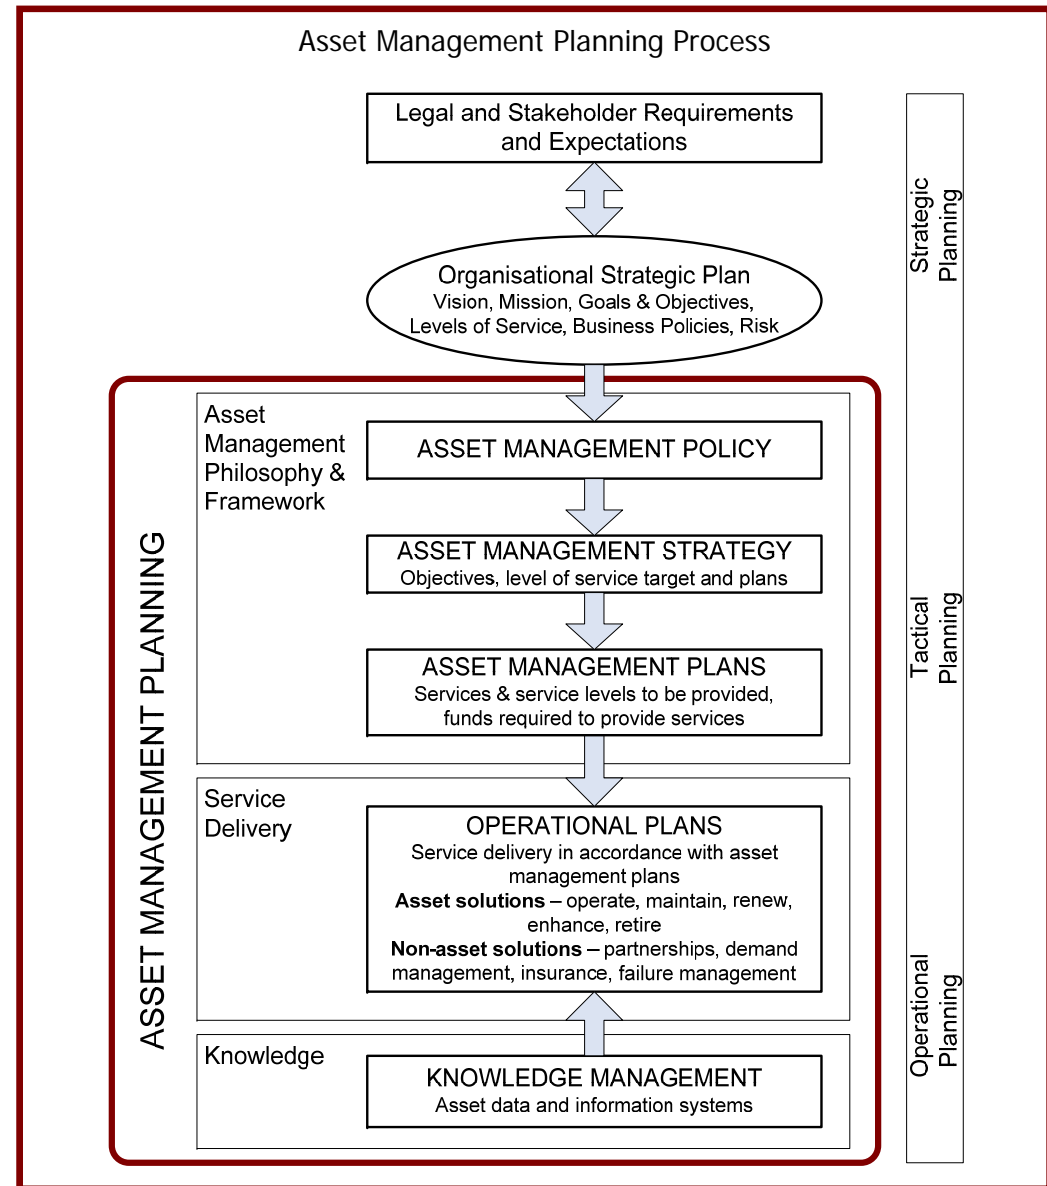 Asset Management Planning Process
Legal and Stakeholder Requirements
and Expectations
Organisational Strategic Plan
Vision, Mission, Goals & Objectives,
Levels of Service, Business Policies, Risk
Asset
Management
Philosophy &
Framework
ASSET MANAGEMENT POLICY
ASSET MANAGEMENT STRATEGY
Objectives, level of service target and plans
ASSET MANAGEMENT PLANS
Services & service levels to be provided,
funds required to provide services
Service
Delivery
OPERATIONAL PLANS
Service delivery in accordance with asset
management plans
Asset solutions – operate, maintain, renew,
enhance, retire
Non-asset solutions – partnerships, demand
management, insurance, failure management
Knowledge
KNOWLEDGE MANAGEMENT
Asset data and information systems
ASSET MANAGEMENT PLANNING
Strategic
Planning
Tactical
Planning
Operational
Planning